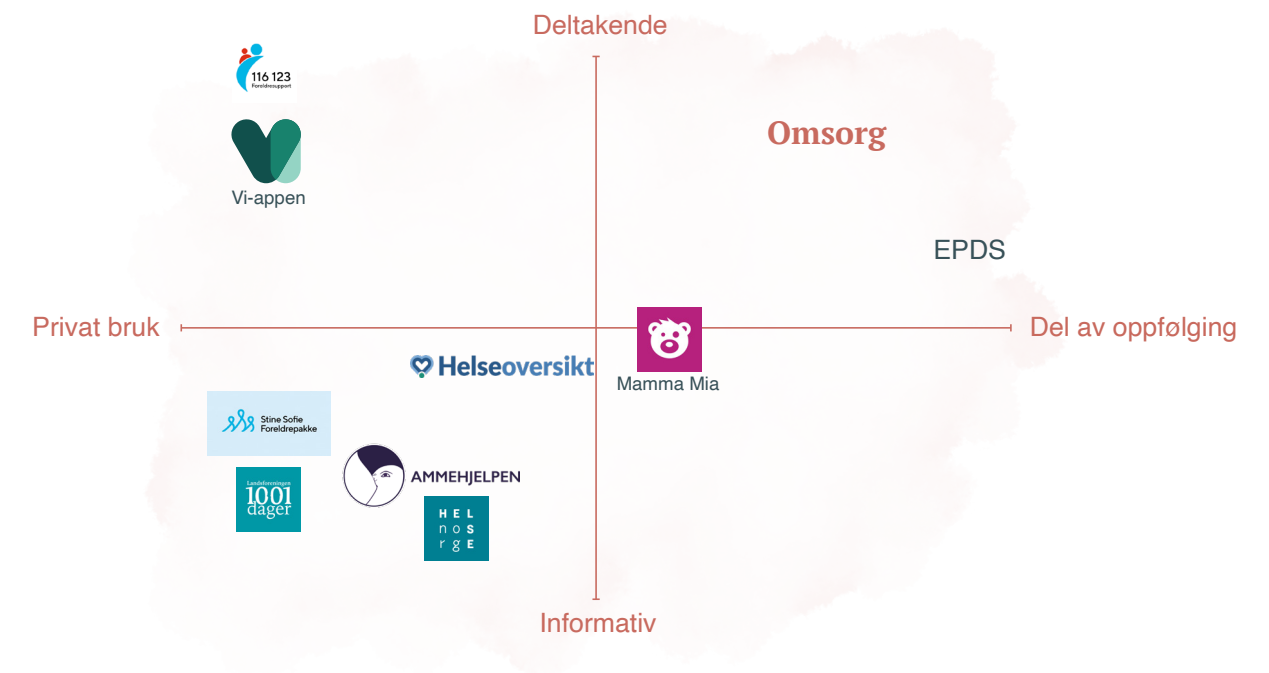 Deltakende
116 123
Foreldresupport
Omsorg
Vi-appen
EPDS
Privat bruk
Del av oppfølging
Helseoversikt
Mamma Mia
Stine Sofie
Foreldrepakke
AMMEHJELPEN
Landsforeningen
1001
dager
HEL
noS
rgE
Informativ